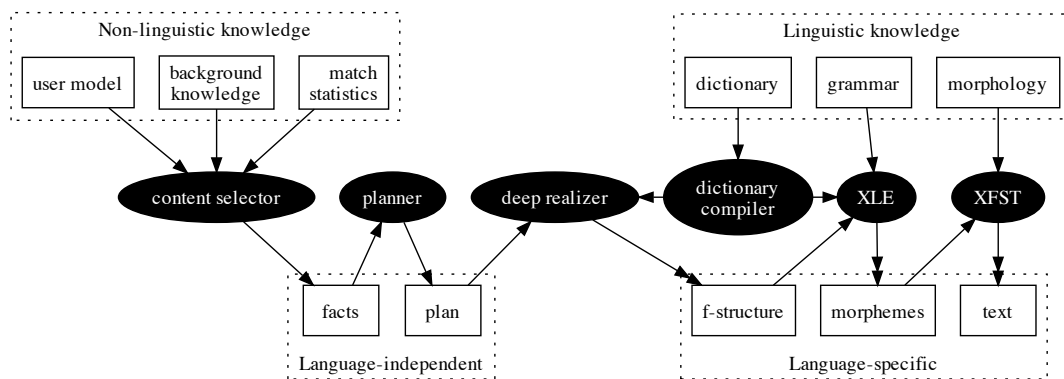 Non-linguistic knowledge
Linguistic knowledge
user model
background
knowledge
match
statistics
dictionary
grammar
morphology
content selector
planner
deep realizer
dictionary
compiler
XLE
XFST
facts
plan
f-structure
morphemes
text
Language-independent
Language-specific